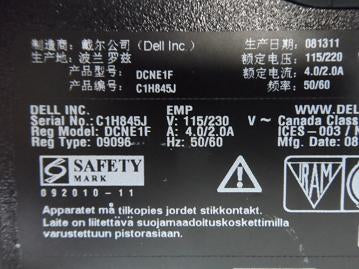 制造商: 戴尔公司 (Dell Inc.) 生产日期: 081311
生产地: 波兰 罗兹 额定电压: 115/220
产品型号: DCNE1F 额定电流: 4.0/2.0A
产品编号: C1H845J 频率: 50/60
DELL INC. EMP WWW.DEL
Serial No.: C1H845J V: 115/230 V ~ Canada Class
Reg Model: DCNE1F A: 4.0/2.0A ICES-003 / N
Reg Type: 09096 Hz: 50/60 Mfg. Date: 08
S SAFETY
MARK
092010-11
VRAM
Apparatet må tilkopies jordet stikkontakt.
Laite on liitettävä suojamaadoituskoskettimilla
varustettuun pistorasiaan.